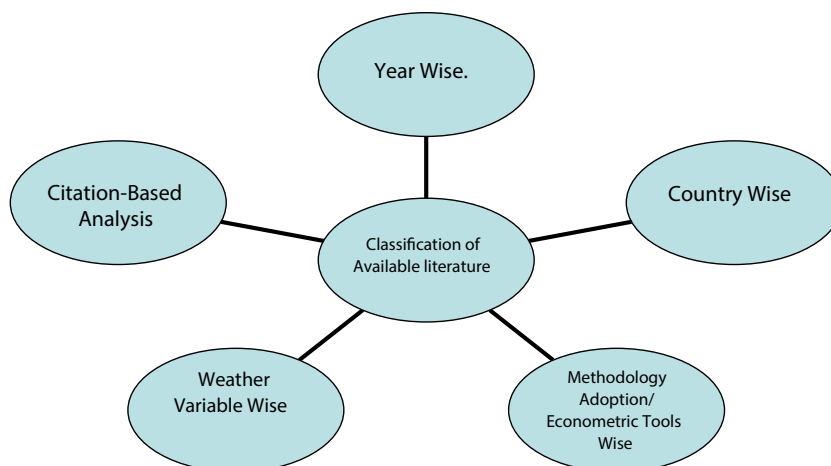 Year Wise.
Citation-Based
Analysis
Country Wise
Classification of
Available literature
Weather
Variable Wise
Methodology
Adoption/
Econometric Tools
Wise